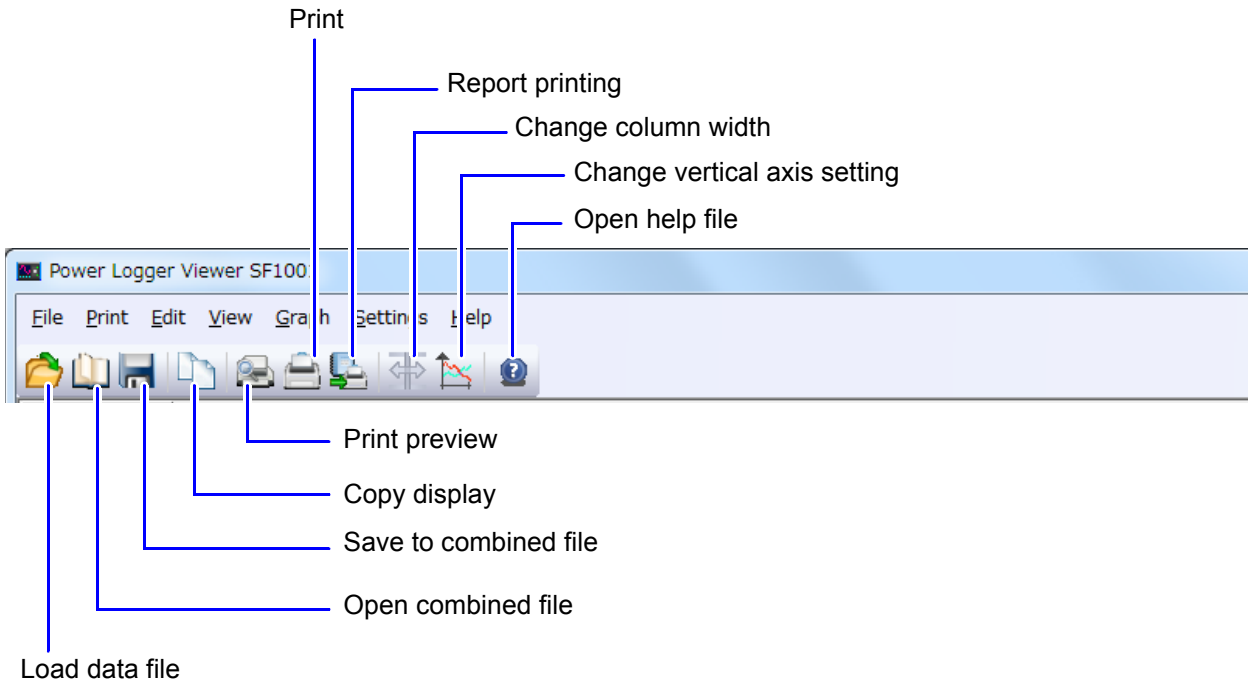 Print
Report printing
Change column width
Change vertical axis setting
Open help file
Power Logger Viewer SF100
File Print Edit View Graph Settings Help
Print preview
Copy display
Save to combined file
Open combined file
Load data file